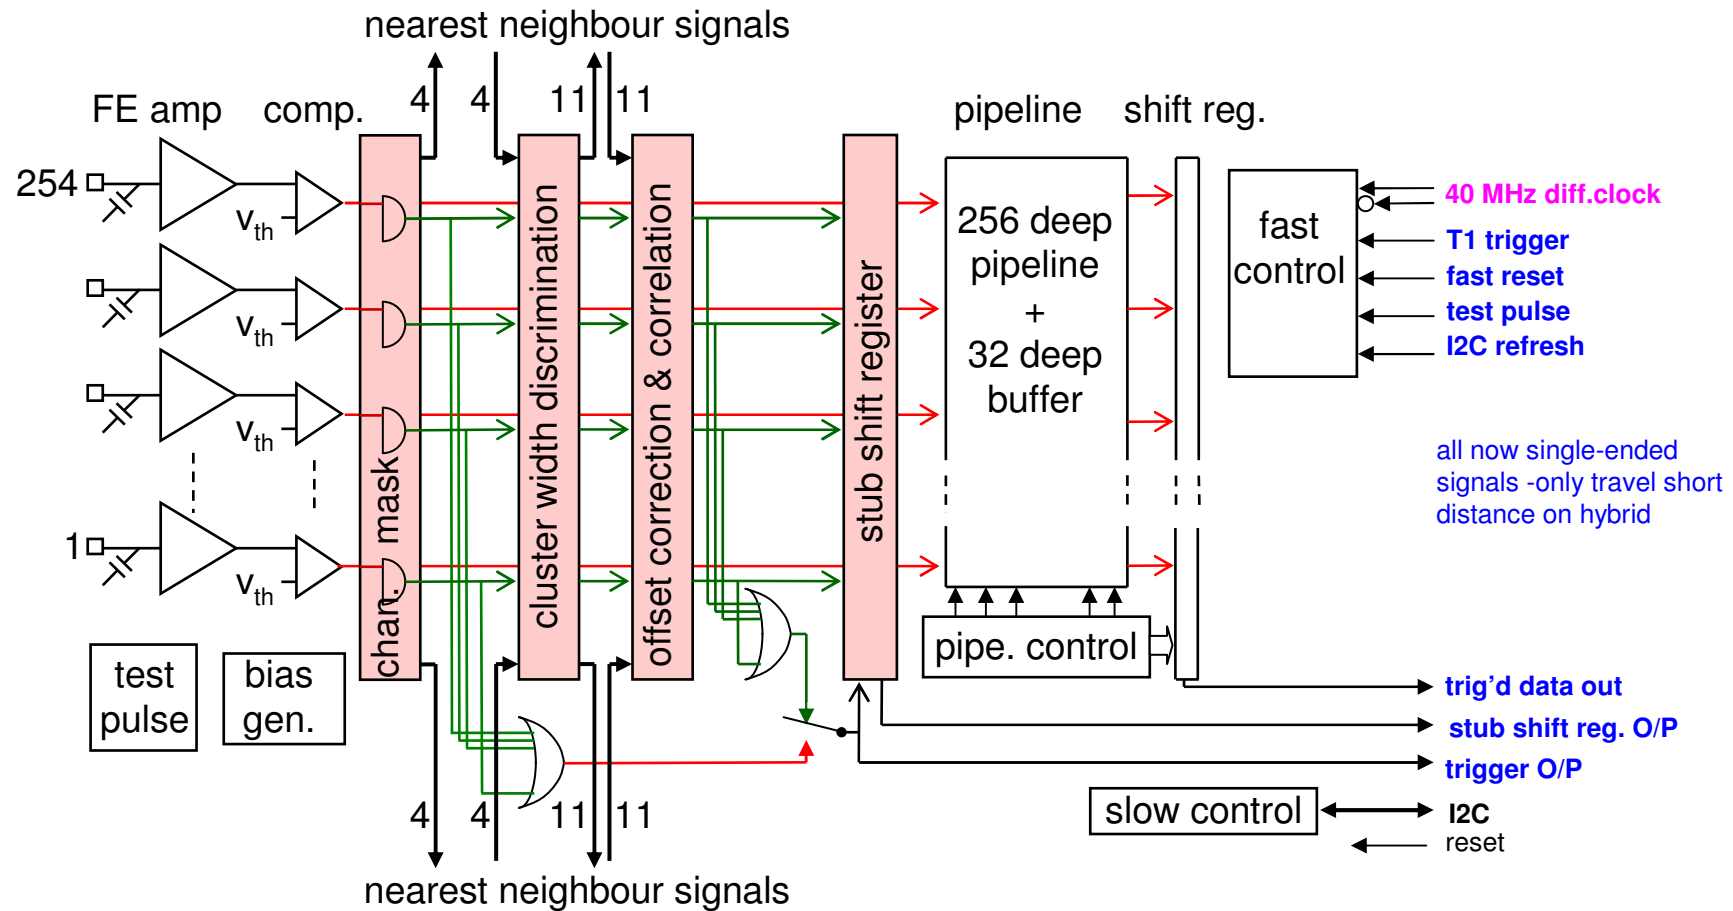 nearest neighbour signals
4 4 11 11
FE amp comp. pipeline shift reg.
254
Vth
Vth
Vth
1
Vth
chan. mask
cluster width discrimination
offset correction & correlation
stub shift register
256 deep
pipeline
+
32 deep
buffer
pipe. control
fast
control
40 MHz diff.clock
T1 trigger
fast reset
test pulse
I2C refresh
all now single-ended
signals -only travel short
distance on hybrid
test
pulse
bias
gen.
trig'd data out
stub shift reg. O/P
trigger O/P
slow control
I2C
reset
4 4 11 11
nearest neighbour signals